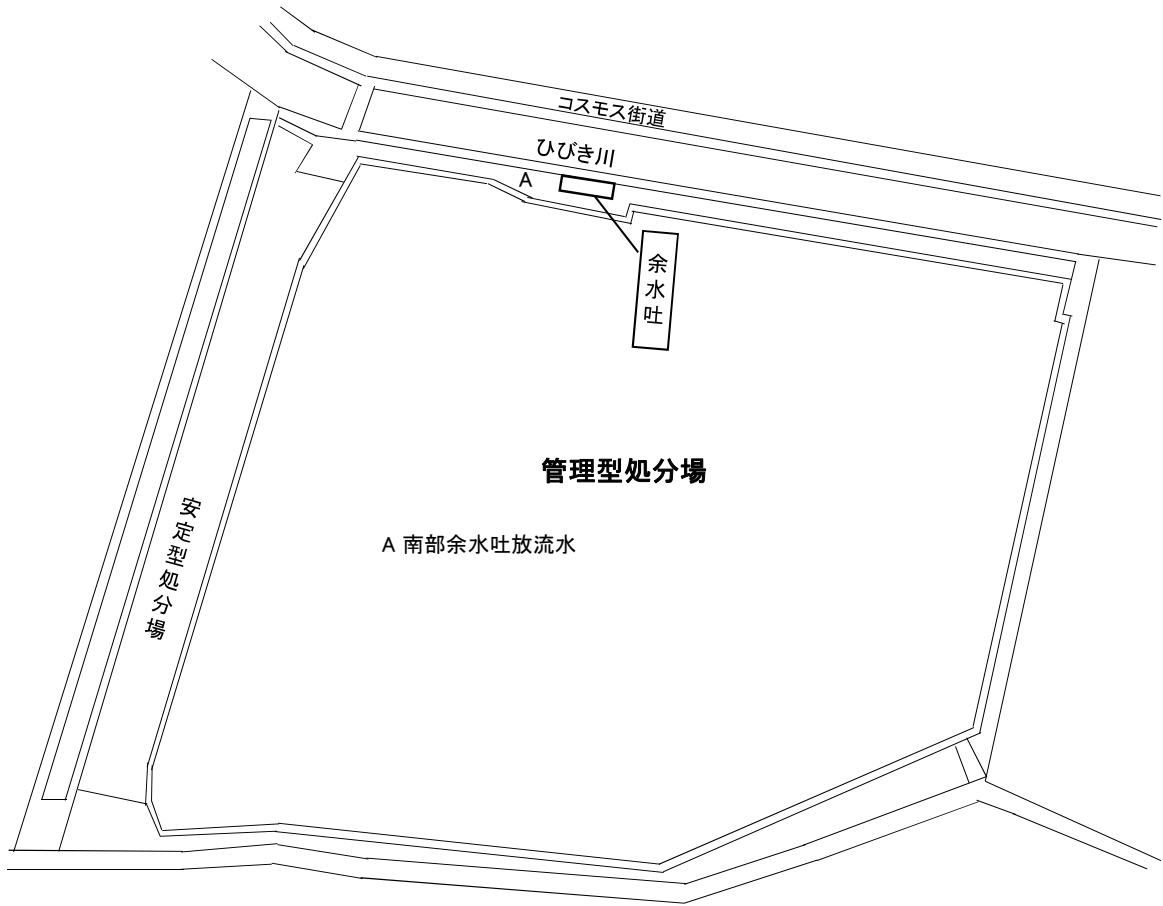 コスモス街道
ひびき川
A
余水吐
管理型処分場
安定型処分場
A 南部余水吐放流水